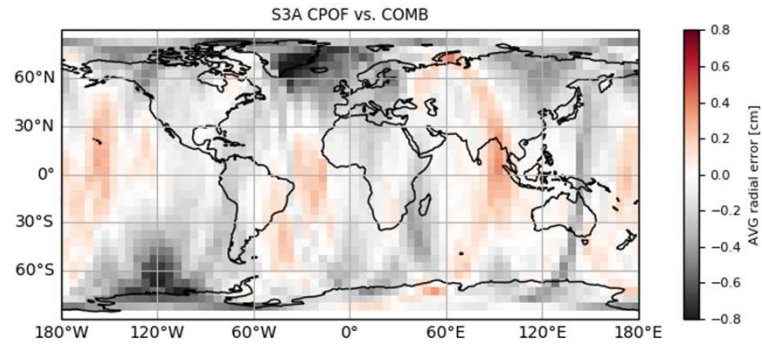 S3A CPOF vs. COMB
60°N
30°N
0°
30°S
60°S
180°W 120°W 60°W 0° 60°E 120°E 180°E
0.8
0.6
0.4
0.2
0.0
−0.2
−0.4
−0.6
−0.8
AVG radial error [cm]